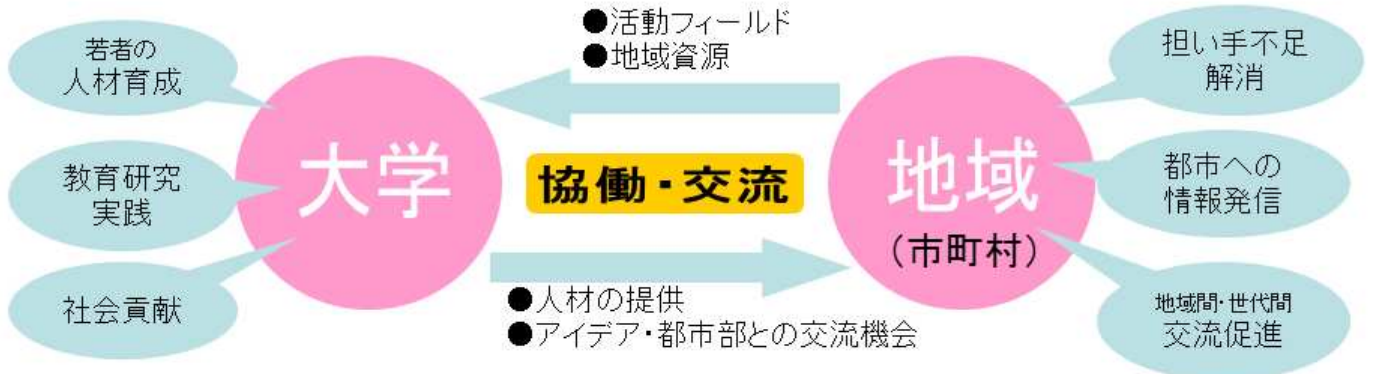 ●活動フィールド
●地域資源
若者の
人材育成
教育研究
実践
社会貢献
大学
協働・交流
地域
(市町村)
担い手不足
解消
都市への
情報発信
地域間・世代間
交流促進
●人材の提供
●アイデア・都市部との交流機会